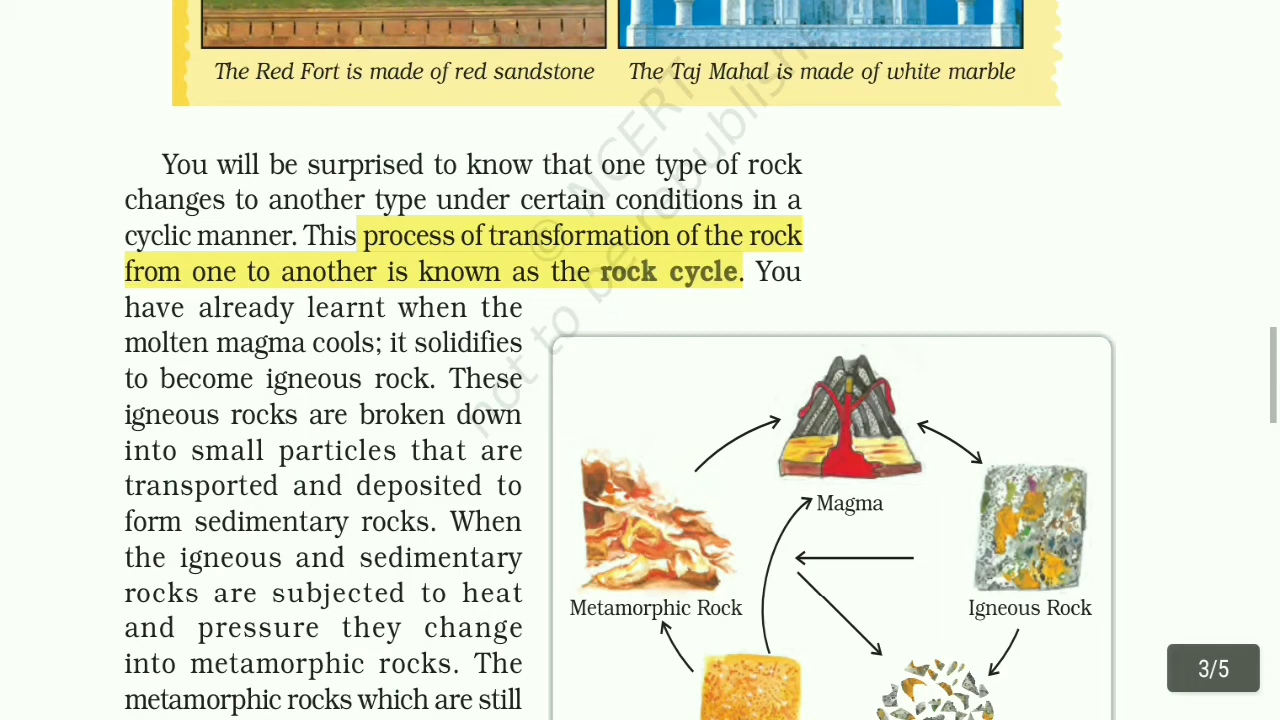 The Red Fort is made of red sandstone
The Taj Mahal is made of white marble
You will be surprised to know that one type of rock
changes to another type under certain conditions in a
cyclic manner. This process of transformation of the rock
from one to another is known as the rock cycle. You
have already learnt when the
molten magma cools; it solidifies
to become igneous rock. These
igneous rocks are broken down
into small particles that are
transported and deposited to
form sedimentary rocks. When
the igneous and sedimentary
rocks are subjected to heat
and pressure they change
into metamorphic rocks. The
metamorphic rocks which are still
Magma
Metamorphic Rock
Igneous Rock
© NCERT
not to be republish
3/5